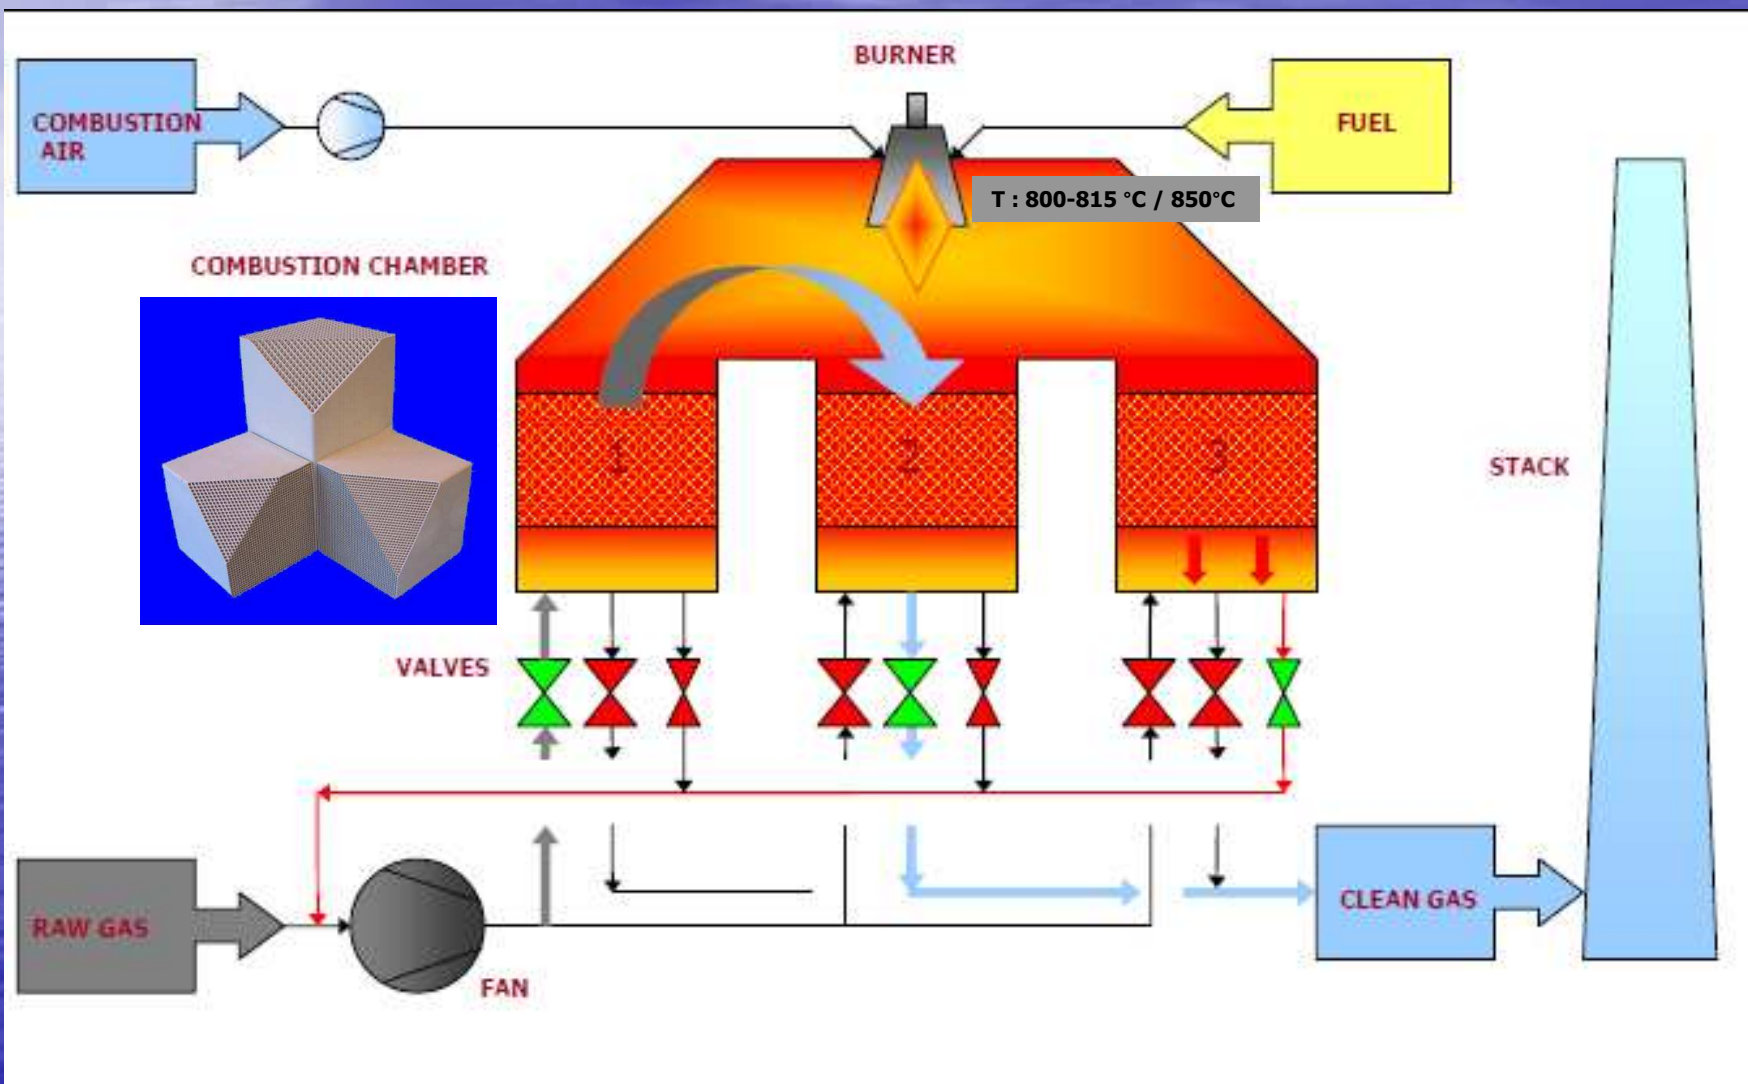 BURNER
COMBUSTION
AIR
FUEL
T : 800-815 °C / 850°C
COMBUSTION CHAMBER
1
2
3
STACK
VALVES
RAW GAS
CLEAN GAS
FAN